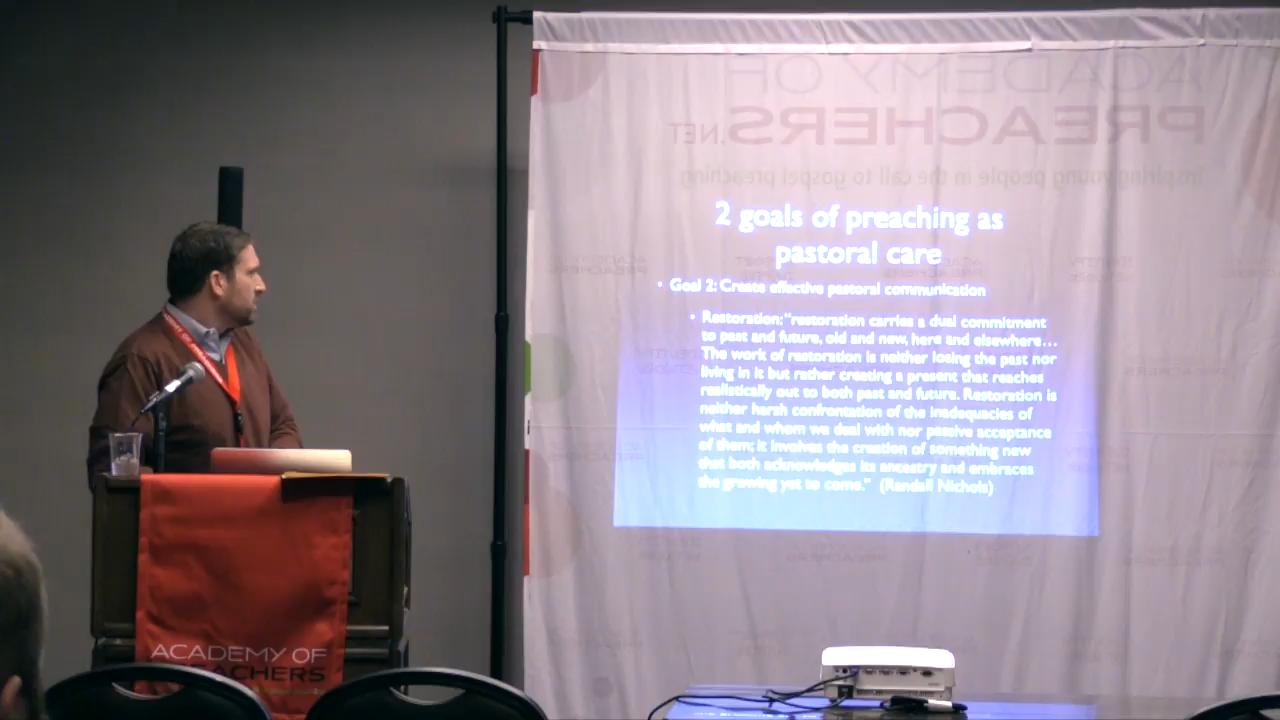 ACADEMY OF
PREACHERS.NET
inspiring young people in the call to gospel preaching
2 goals of preaching as
pastoral care
• Goal 2: Create effective pastoral communication
• Restoration: "restoration carries a dual commitment
to past and future, old and new, here and elsewhere…
The work of restoration is neither losing the past nor
living in it but rather creating a present that reaches
realistically out to both past and future. Restoration is
neither harsh confrontation of the inadequacies of
what and whom we deal with nor passive acceptance
of them; it involves the creation of something new
that both acknowledges its ancestry and embraces
the growing yet to come." (Randall Nichols)
ACADEMY OF
PREACHERS